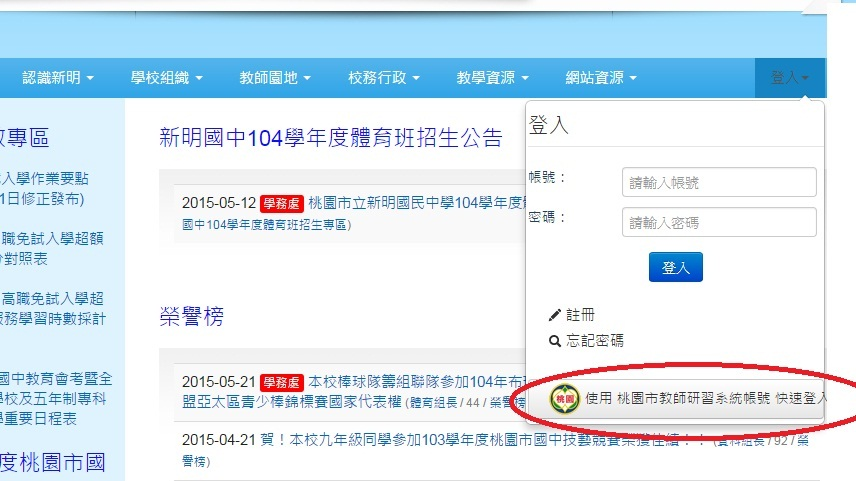 認識新明 學校組織 教師園地 校務行政 教學資源 網站資源 登入
專區
入學作業要點
1日修正發布)
職免試入學超額
對照表
高職免試入學超
務學習時數採計
國中教育會考暨全
學校及五年制專科
重要日程表
度桃園市國
新明國中104學年度體育班招生公告
2015-05-12 學務處 桃園市立新明國民中學104學年度
國中104學年度體育班招生專區)
榮譽榜
2015-05-21 學務處 本校棒球隊籌組聯隊參加104年布
盟亞太區青少棒錦標賽國家代表權 (體育組長 / 44 / 榮譽榜
2015-04-21 賀！本校九年級同學參加103學年度桃園市國中技藝競賽榮獲佳績！！ (資料組長 / 92 / 榮
譽榜)
登入
帳號： 請輸入帳號
密碼： 請輸入密碼
登入
註冊
忘記密碼
桃園 使用 桃園市教師研習系統帳號 快速登入